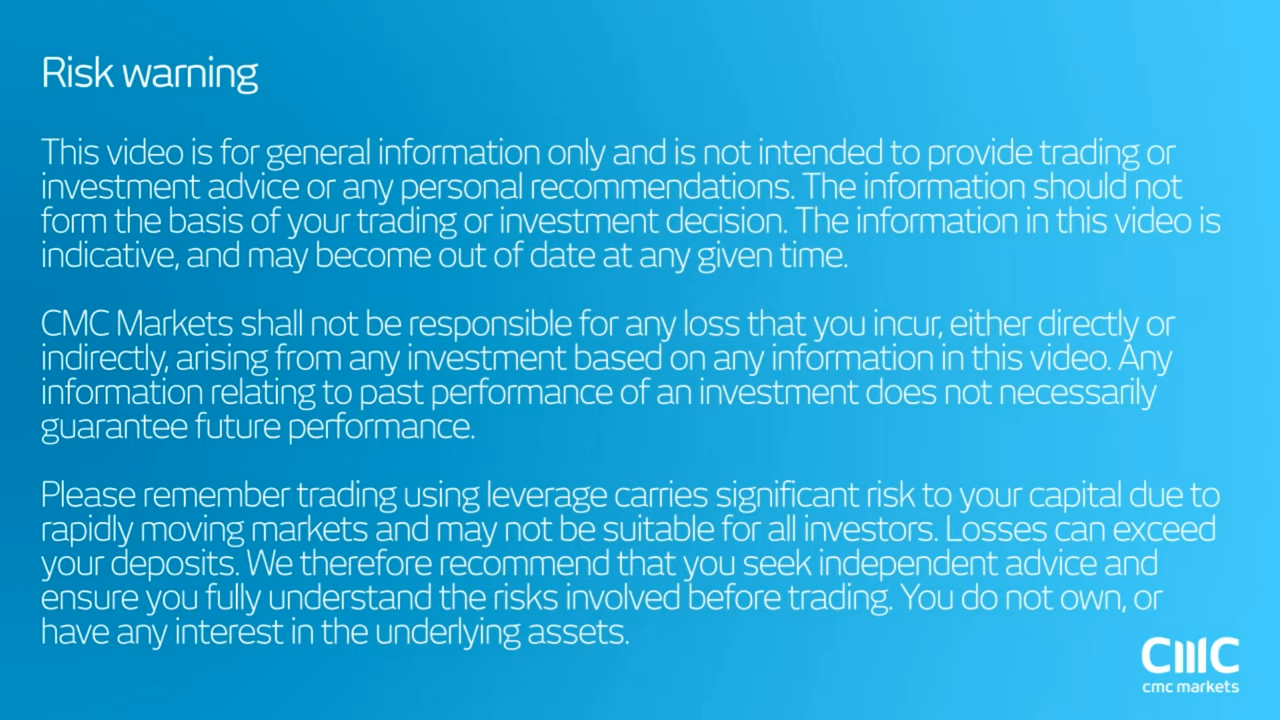 Risk warning
This video is for general information only and is not intended to provide trading or
investment advice or any personal recommendations. The information should not
form the basis of your trading or investment decision. The information in this video is
indicative, and may become out of date at any given time.
CMC Markets shall not be responsible for any loss that you incur, either directly or
indirectly, arising from any investment based on any information in this video. Any
information relating to past performance of an investment does not necessarily
guarantee future performance.
Please remember trading using leverage carries significant risk to your capital due to
rapidly moving markets and may not be suitable for all investors. Losses can exceed
your deposits. We therefore recommend that you seek independent advice and
ensure you fully understand the risks involved before trading. You do not own, or
have any interest in the underlying assets.
CMC
cmc markets